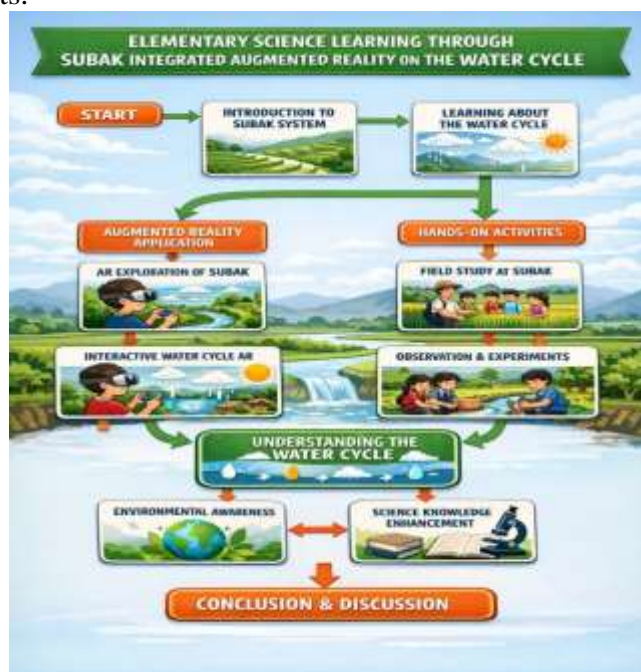 ts.
ELEMENTARY SCIENCE LEARNING THROUGH
SUBAK INTEGRATED AUGMENTED REALITY ON THE WATER CYCLE
START
INTRODUCTION TO
SUBAK SYSTEM
LEARNING ABOUT
THE WATER CYCLE
AUGMENTED REALITY
APPLICATION
HANDS-ON ACTIVITIES
AR EXPLORATION OF SUBAK
FIELD STUDY AT SUBAK
INTERACTIVE WATER CYCLE AR
OBSERVATION & EXPERIMENTS
UNDERSTANDING THE
WATER CYCLE
ENVIRONMENTAL AWARENESS
SCIENCE KNOWLEDGE
ENHANCEMENT
CONCLUSION & DISCUSSION